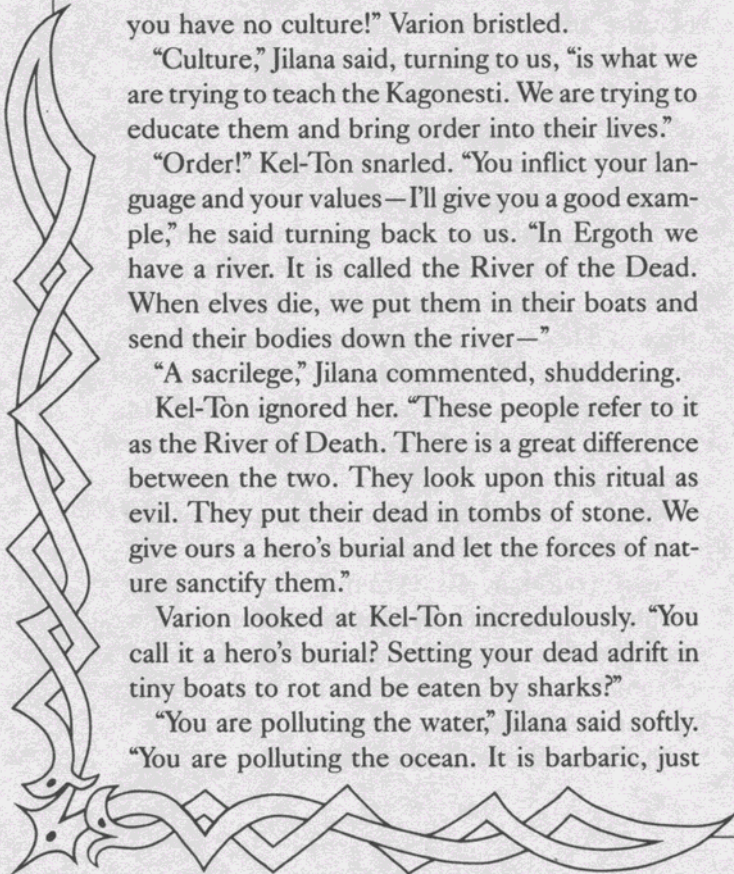 you have no culture!” Varion bristled.
“Culture,” Jilana said, turning to us, “is what we
are trying to teach the Kagonesti. We are trying to
educate them and bring order into their lives.”
“Order!” Kel-Ton snarled. “You inflict your lan-
guage and your values—I’ll give you a good exam-
ple,” he said turning back to us. “In Ergoth we
have a river. It is called the River of the Dead.
When elves die, we put them in their boats and
send their bodies down the river—”
“A sacrilege,” Jilana commented, shuddering.
Kel-Ton ignored her. “These people refer to it
as the River of Death. There is a great difference
between the two. They look upon this ritual as
evil. They put their dead in tombs of stone. We
give ours a hero’s burial and let the forces of nat-
ure sanctify them.”
Varion looked at Kel-Ton incredulously. “You
call it a hero’s burial? Setting your dead adrift in
tiny boats to rot and be eaten by sharks?”
“You are polluting the water,” Jilana said softly.
“You are polluting the ocean. It is barbaric, just